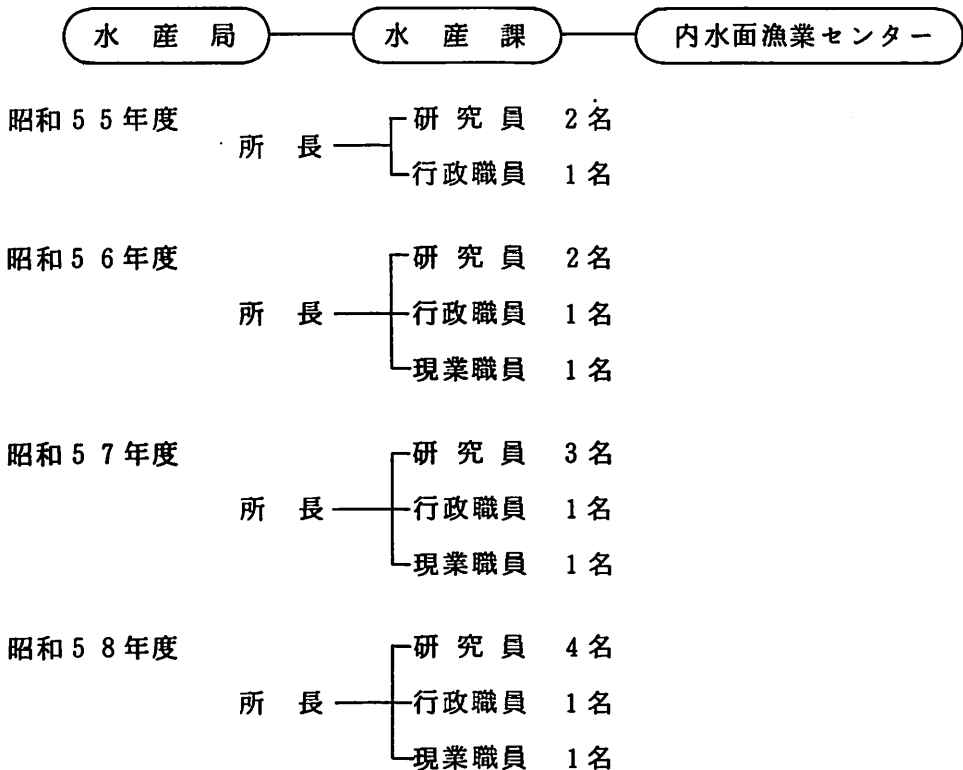 水産局 水産課 内水面漁業センター
昭和55年度
研究員 2名
所長
行政職員 1名
昭和56年度
研究員 2名
所長 行政職員 1名
現業職員 1名
昭和57年度
研究員 3名
所長 行政職員 1名
現業職員 1名
昭和58年度
研究員 4名
所長 行政職員 1名
現業職員 1名